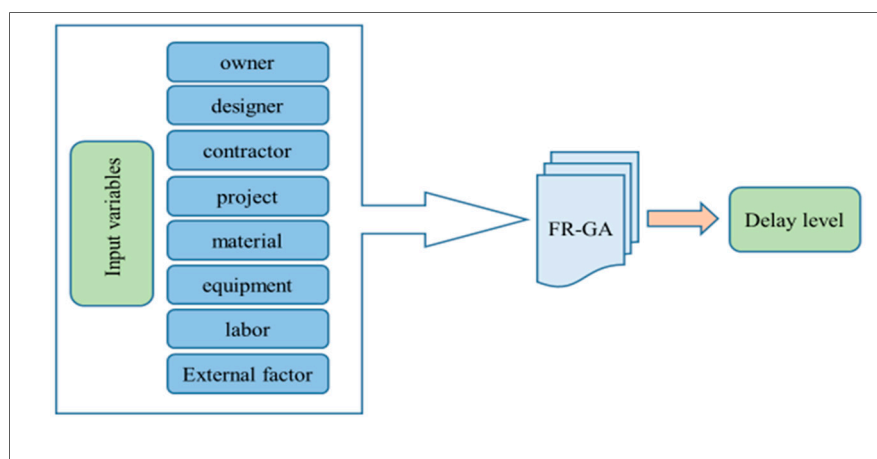 Input variables
owner
designer
contractor
project
material
equipment
labor
External factor
FR-GA
Delay level